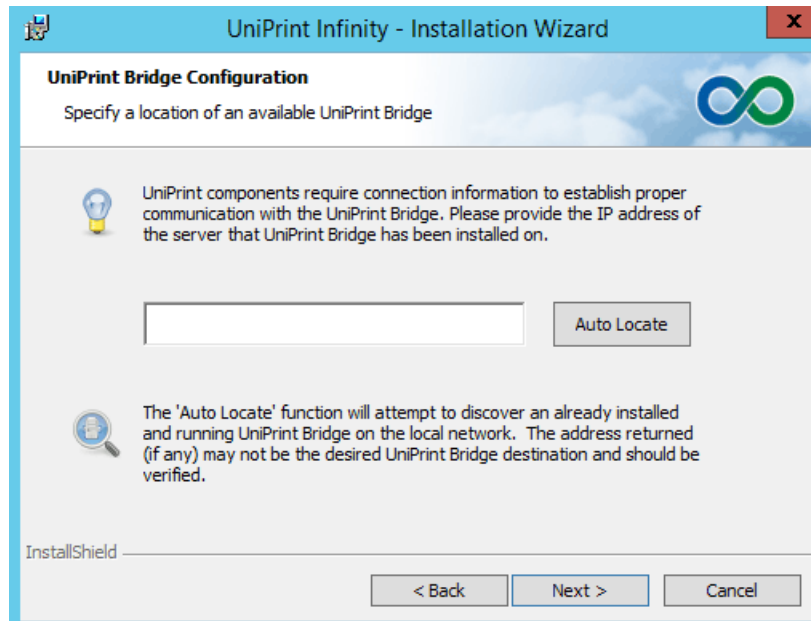 UniPrint Infinity - Installation Wizard
x
UniPrint Bridge Configuration
Specify a location of an available UniPrint Bridge
UniPrint components require connection information to establish proper
communication with the UniPrint Bridge. Please provide the IP address of
the server that UniPrint Bridge has been installed on.
Auto Locate
The 'Auto Locate' function will attempt to discover an already installed
and running UniPrint Bridge on the local network.  The address returned
(if any) may not be the desired UniPrint Bridge destination and should be
verified.
InstallShield
< Back
Next >
Cancel